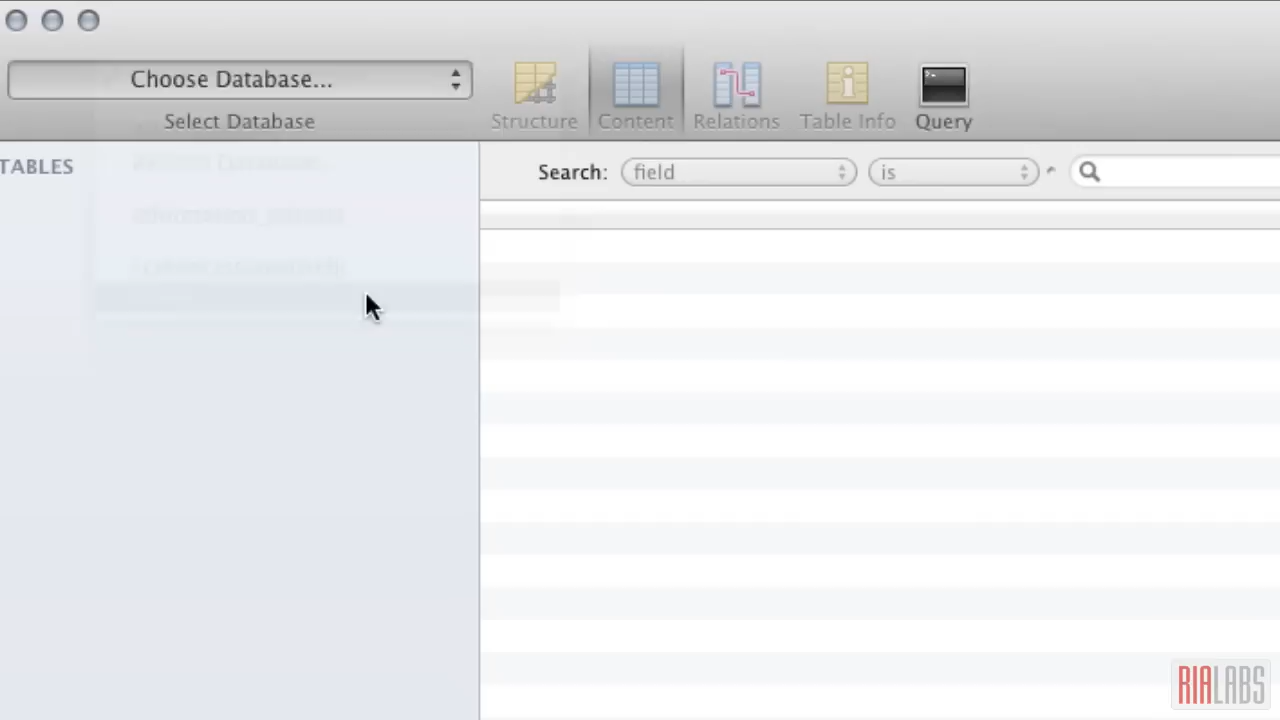 Choose Database...
Select Database
Structure
Content
Relations
Table Info
Query
TABLES
Search:
field
is
RIALABS